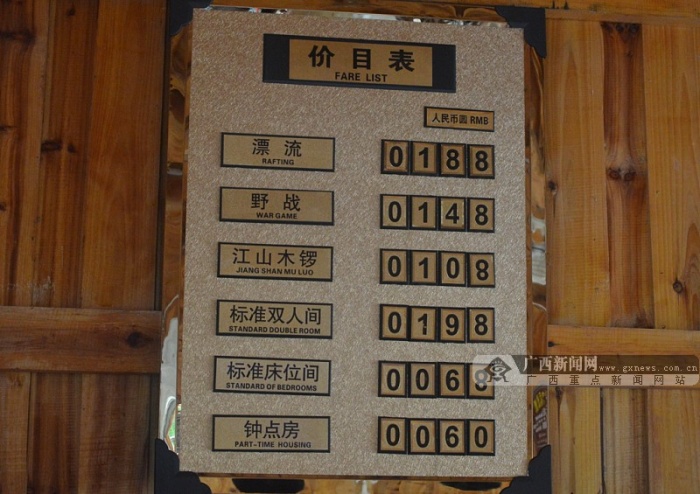 价目表
FARE LIST
人民币圆 RMB
漂流
RAFTING
0188
野战
WAR GAME
0148
江山木锣
JIANG SHAN MU LUO
0108
标准双人间
STANDARD DOUBLE ROOM
0198
标准床位间
STANDARD OF BEDROOMS
006
钟点房
PART-TIME HOUSING
0060
广西新闻网
www.gxnews.com.cn
广西重点新闻网站